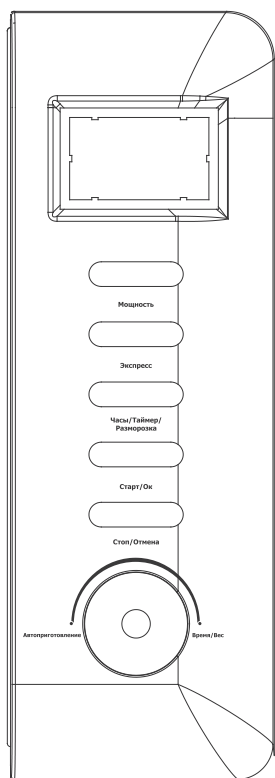 Мощность
Экспресс
Часы/Таймер/
Разморозка
Старт/Ок
Стоп/Отмена
Автоприготовление
Время/Вес